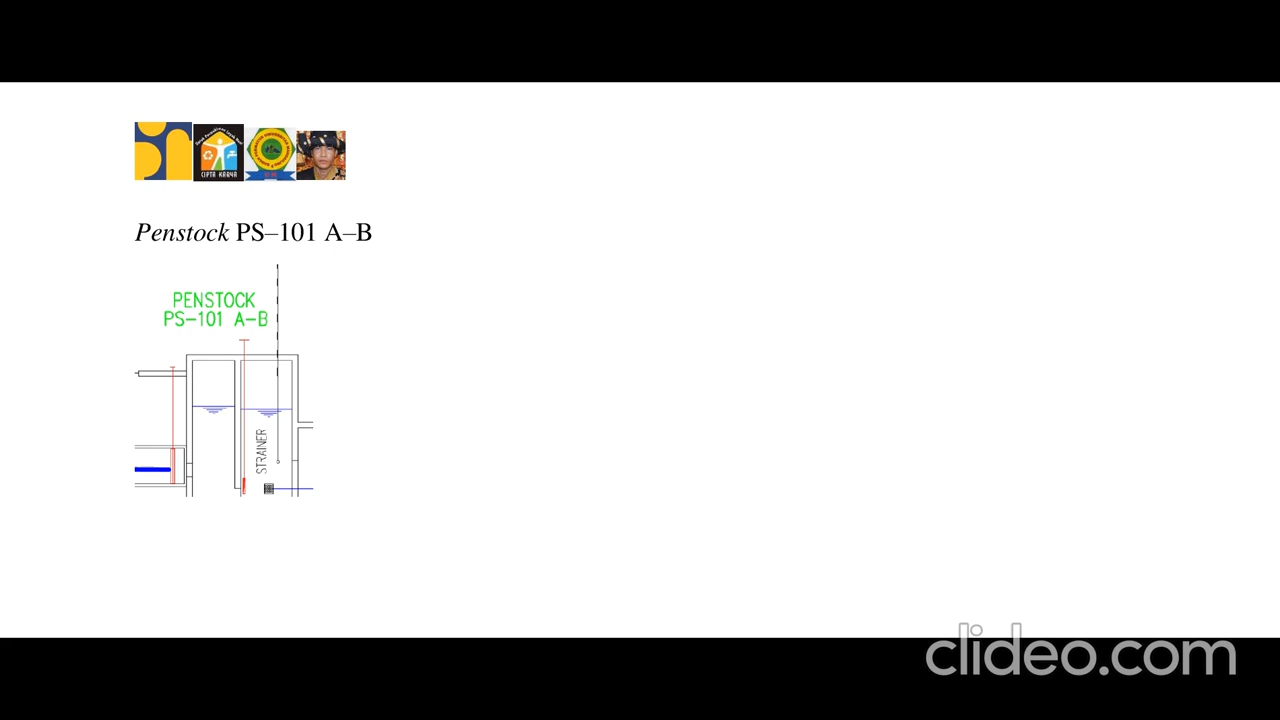 CIPTA KARYA
Penstock PS–101 A–B
PENSTOCK
PS–101 A–B
STRAINER
clideo.com